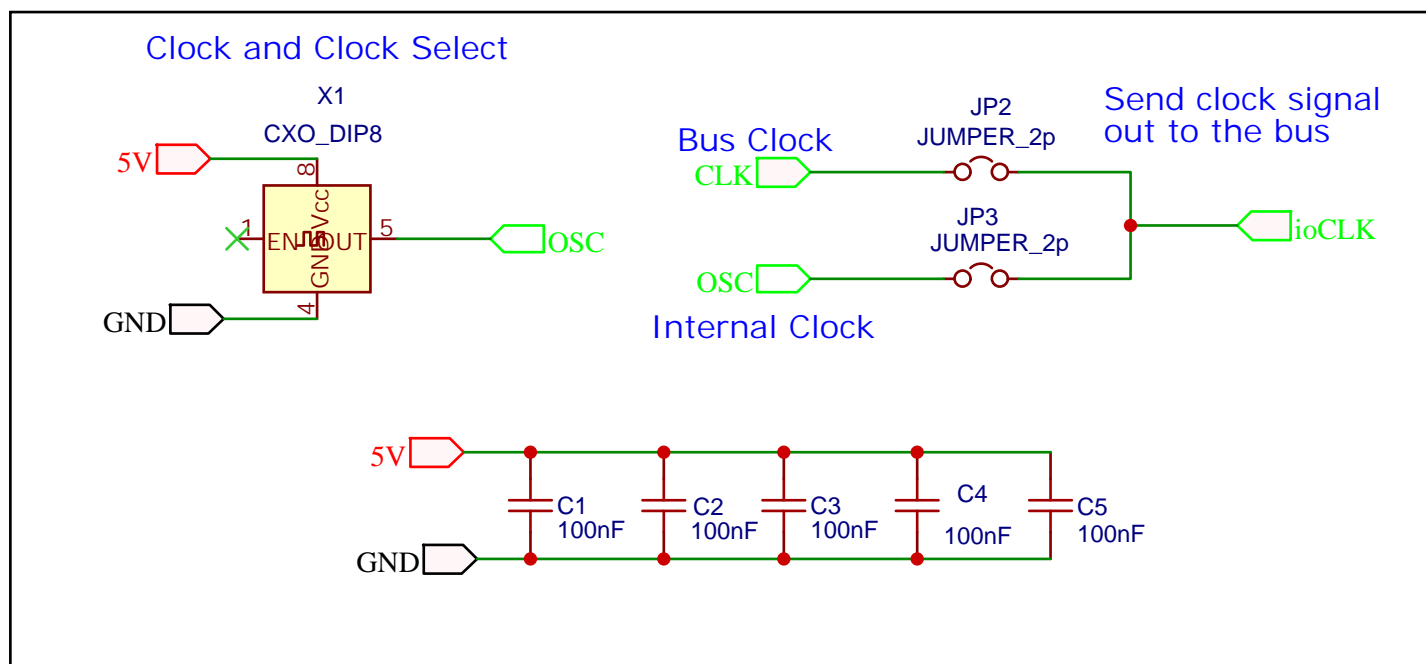 Clock and Clock Select
X1
CXO_DIP8
5V
8
Vcc
1
EN
OUT
5
OSC
GND
4
GND
Bus Clock
CLK
JP2
JUMPER_2p
Send clock signal
out to the bus
JP3
JUMPER_2p
ioCLK
OSC
Internal Clock
5V
C1
100nF
C2
100nF
C3
100nF
C4
100nF
C5
100nF
GND